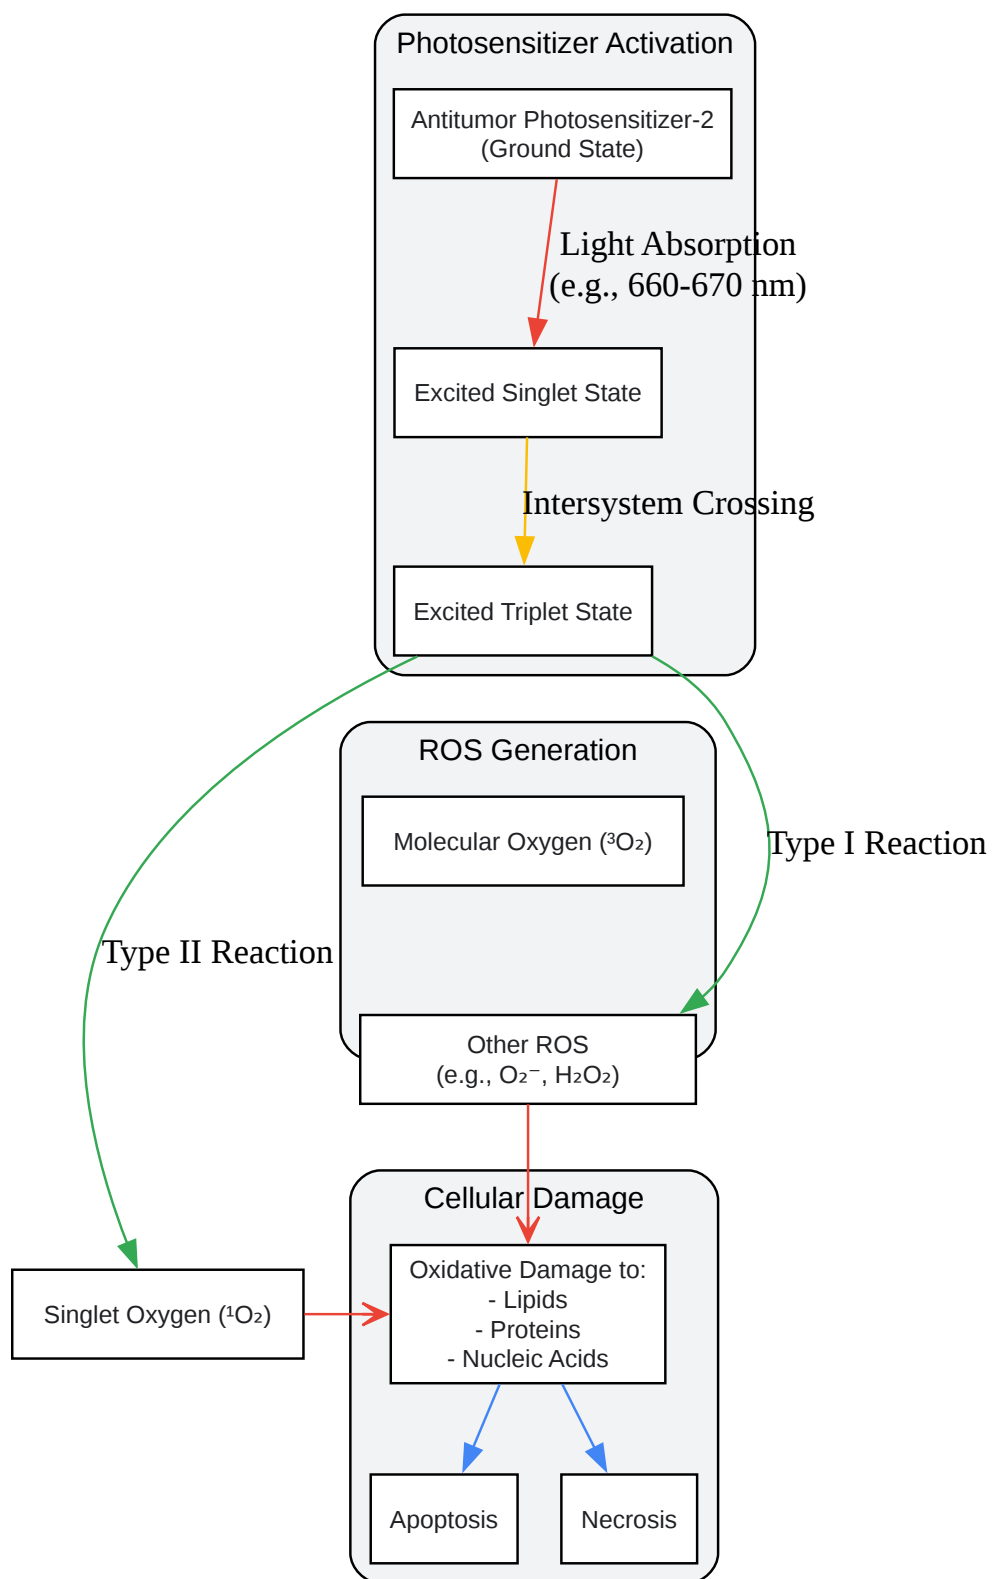 Photosensitizer Activation
Antitumor Photosensitizer-2
(Ground State)
Light Absorption
(e.g., 660-670 nm)
Excited Singlet State
Intersystem Crossing
Excited Triplet State
ROS Generation
Molecular Oxygen (³O₂)
Type I Reaction
Type II Reaction
Other ROS
(e.g., O₂⁻, H₂O₂)
Cellular Damage
Oxidative Damage to:
- Lipids
- Proteins
- Nucleic Acids
Singlet Oxygen (¹O₂)
Apoptosis
Necrosis